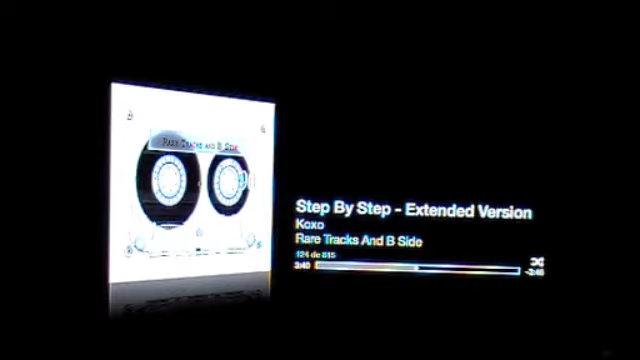 Rare Tracks and B Side
Step By Step - Extended Version
Koxo
Rare Tracks And B Side
124 de 815
3:40
-3:46